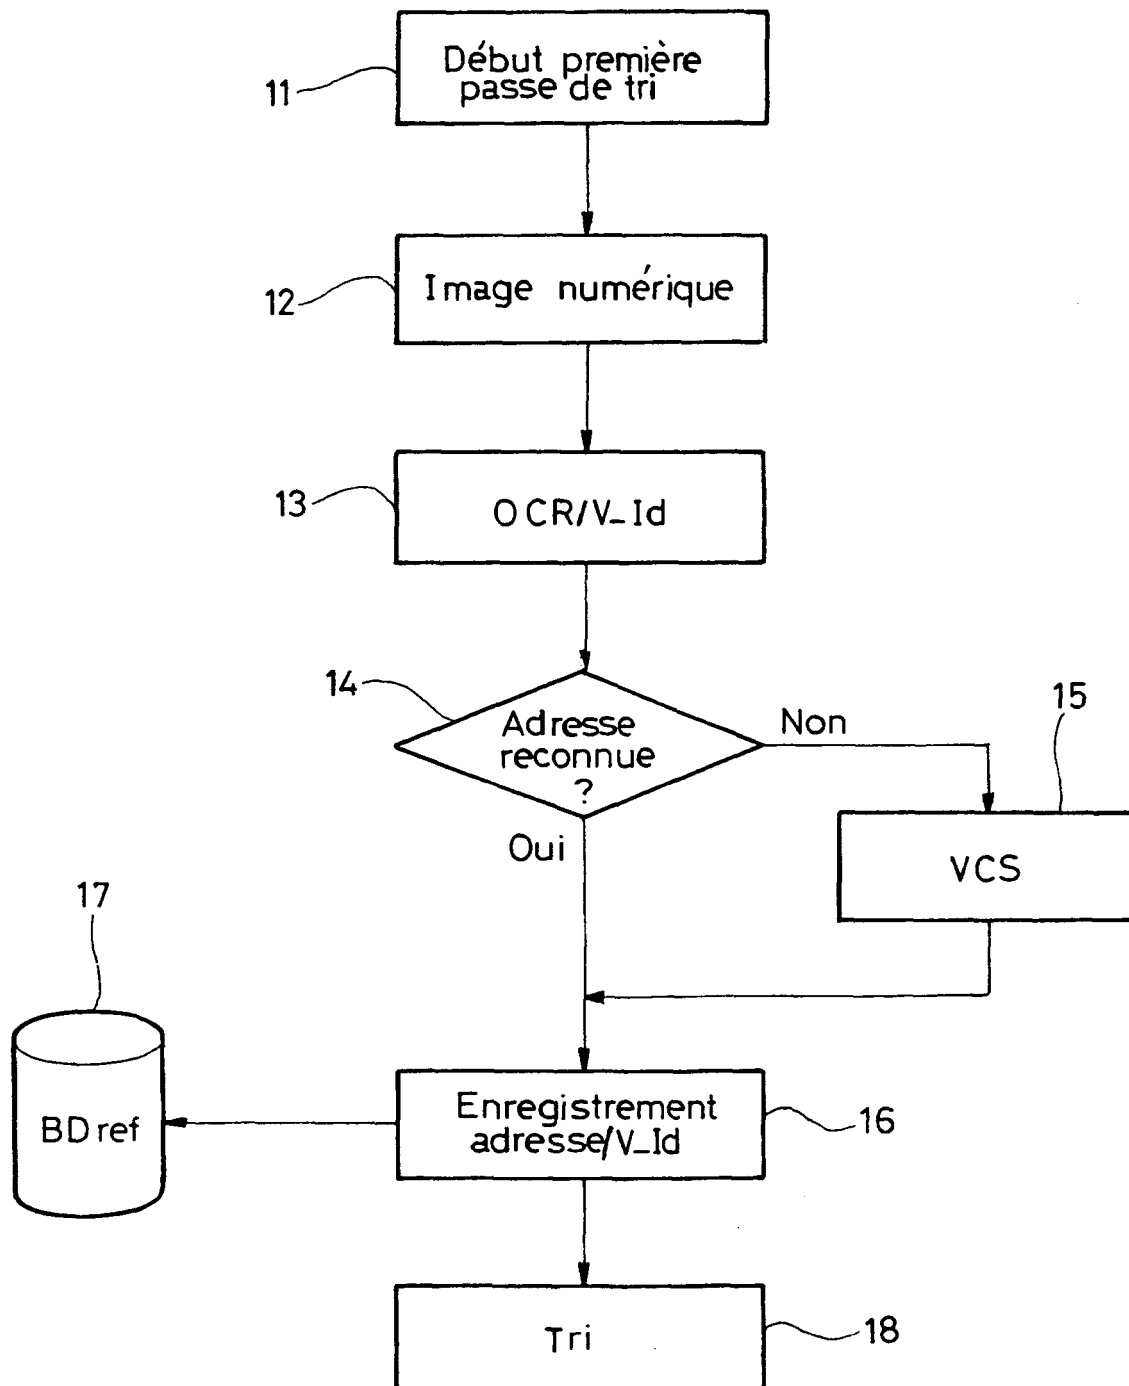 Début première
passe de tri
11
Image numérique
12
OCR/V_Id
13
14
Adresse
reconnue
?
Non
15
Oui
VCS
17
BDref
Enregistrement
adresse/V_Id
16
Tri
18